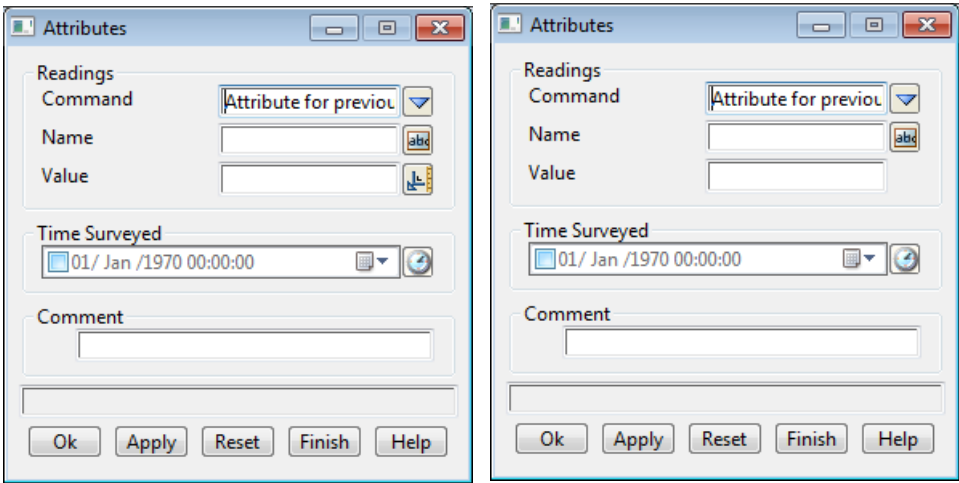 Attributes
Readings
Command Attribute for previou
Name abc
Value
Time Surveyed
01/ Jan /1970 00:00:00
Comment
Ok Apply Reset Finish Help
Attributes
Readings
Command Attribute for previou
Name abc
Value
Time Surveyed
01/ Jan /1970 00:00:00
Comment
Ok Apply Reset Finish Help